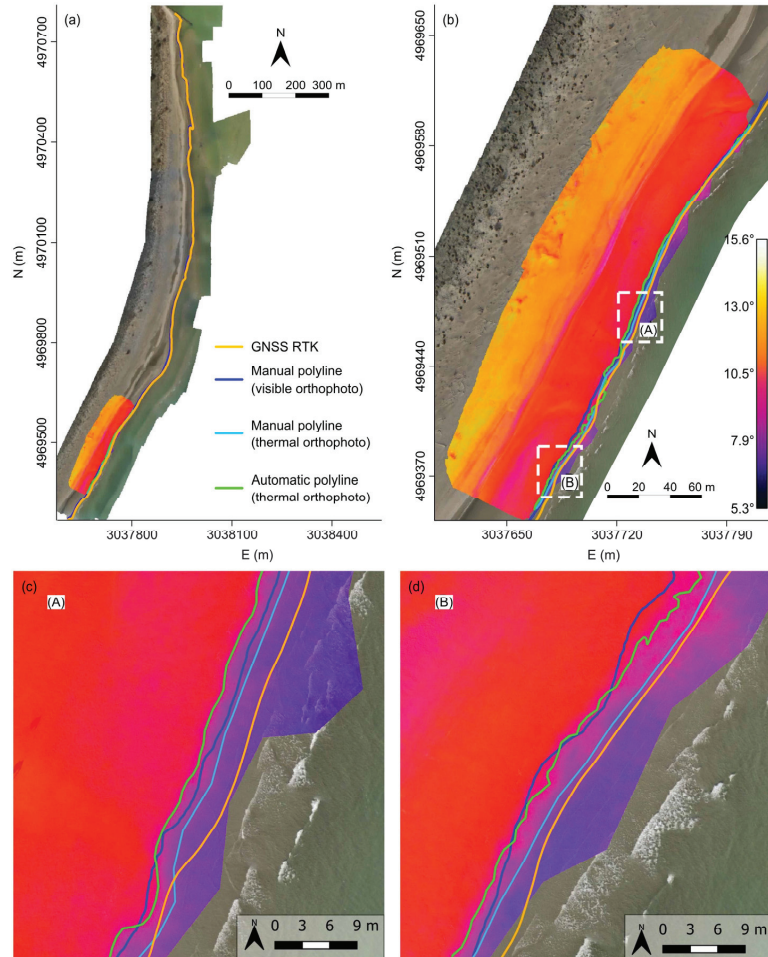 (a)
N
0 100 200 300 m
4970700
4970400
4970100
4969800
4969500
N (m)
3037800 3038100 3038400
E (m)
GNSS RTK
Manual polyline
(visible orthophoto)
Manual polyline
(thermal orthophoto)
Automatic polyline
(thermal orthophoto)
(b)
N
4969650
4969580
4969510
4969440
4969370
N (m)
(A)
(B)
N
0 20 40 60 m
3037650 3037720 3037790
E (m)
15.6°
13.0°
10.5°
7.9°
5.3°
(c)
(A)
N
0 3 6 9 m
(d)
(B)
N
0 3 6 9 m